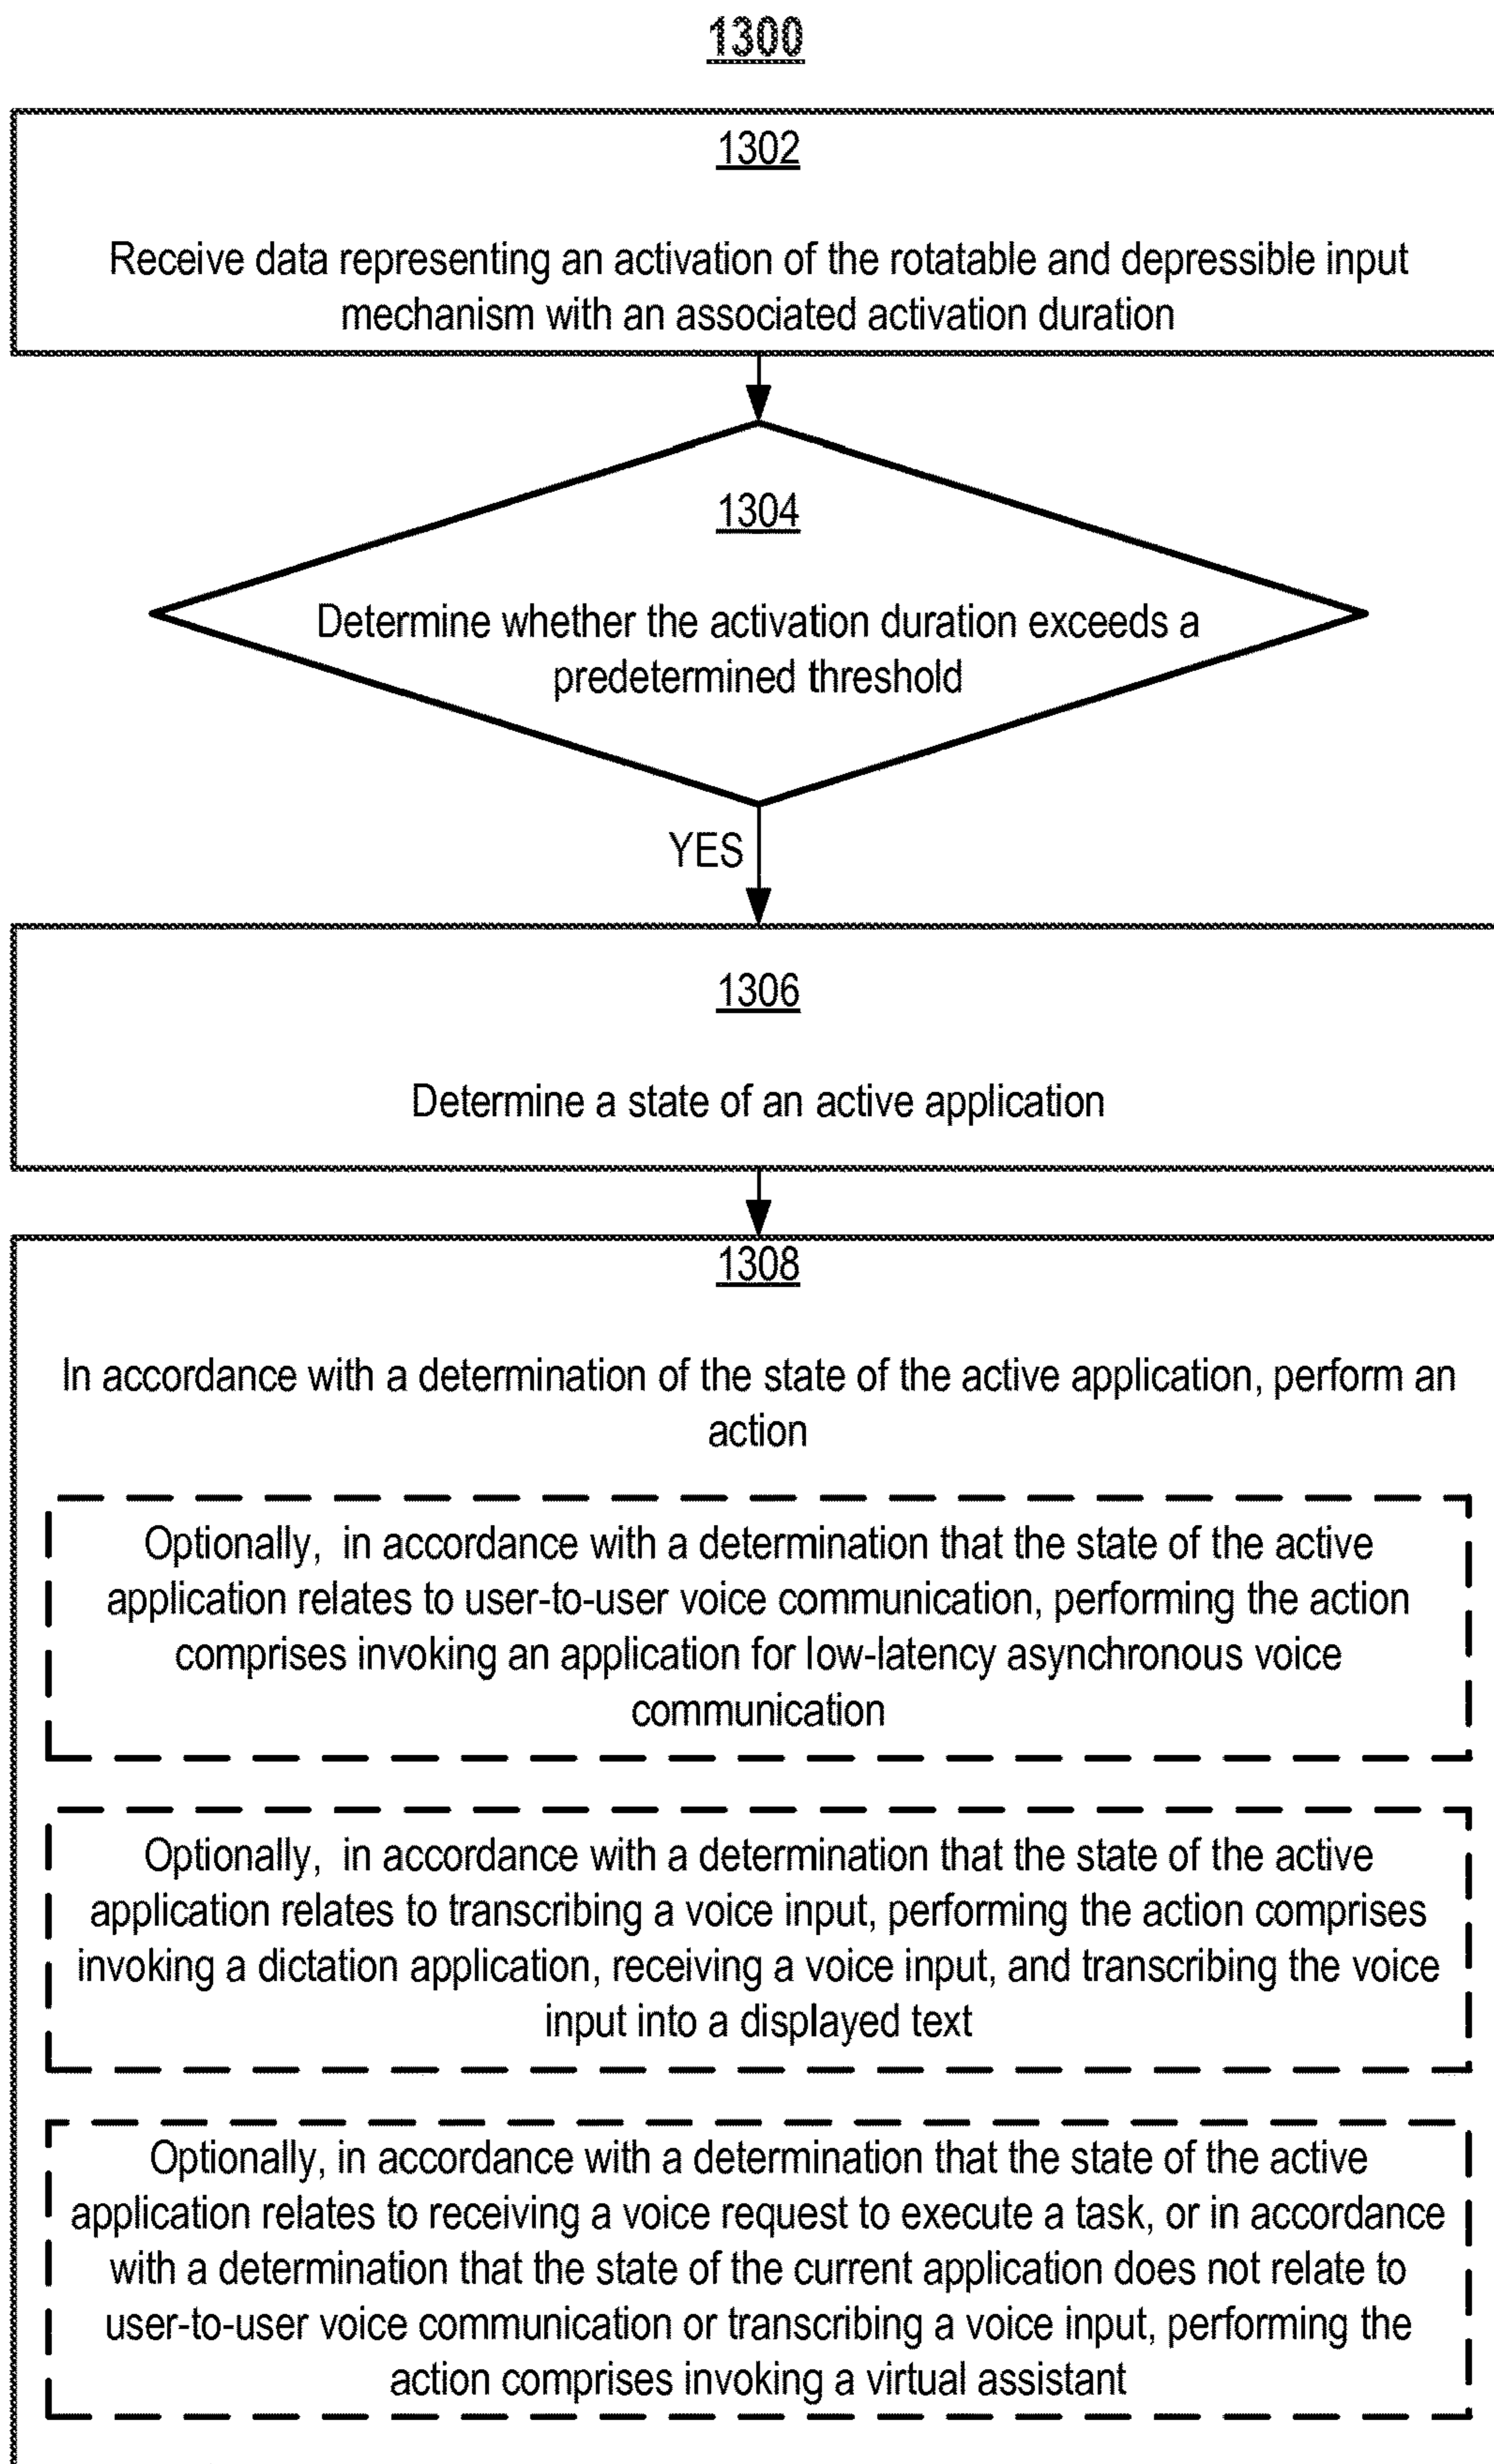 1300
1302
Receive data representing an activation of the rotatable and depressible input
mechanism with an associated activation duration
1304
Determine whether the activation duration exceeds a
predetermined threshold
YES
1306
Determine a state of an active application
1308
In accordance with a determination of the state of the active application, perform an
action
Optionally, in accordance with a determination that the state of the active
application relates to user-to-user voice communication, performing the action
comprises invoking an application for low-latency asynchronous voice
communication
Optionally, in accordance with a determination that the state of the active
application relates to transcribing a voice input, performing the action comprises
invoking a dictation application, receiving a voice input, and transcribing the voice
input into a displayed text
Optionally, in accordance with a determination that the state of the active
application relates to receiving a voice request to execute a task, or in accordance
with a determination that the state of the current application does not relate to
user-to-user voice communication or transcribing a voice input, performing the
action comprises invoking a virtual assistant